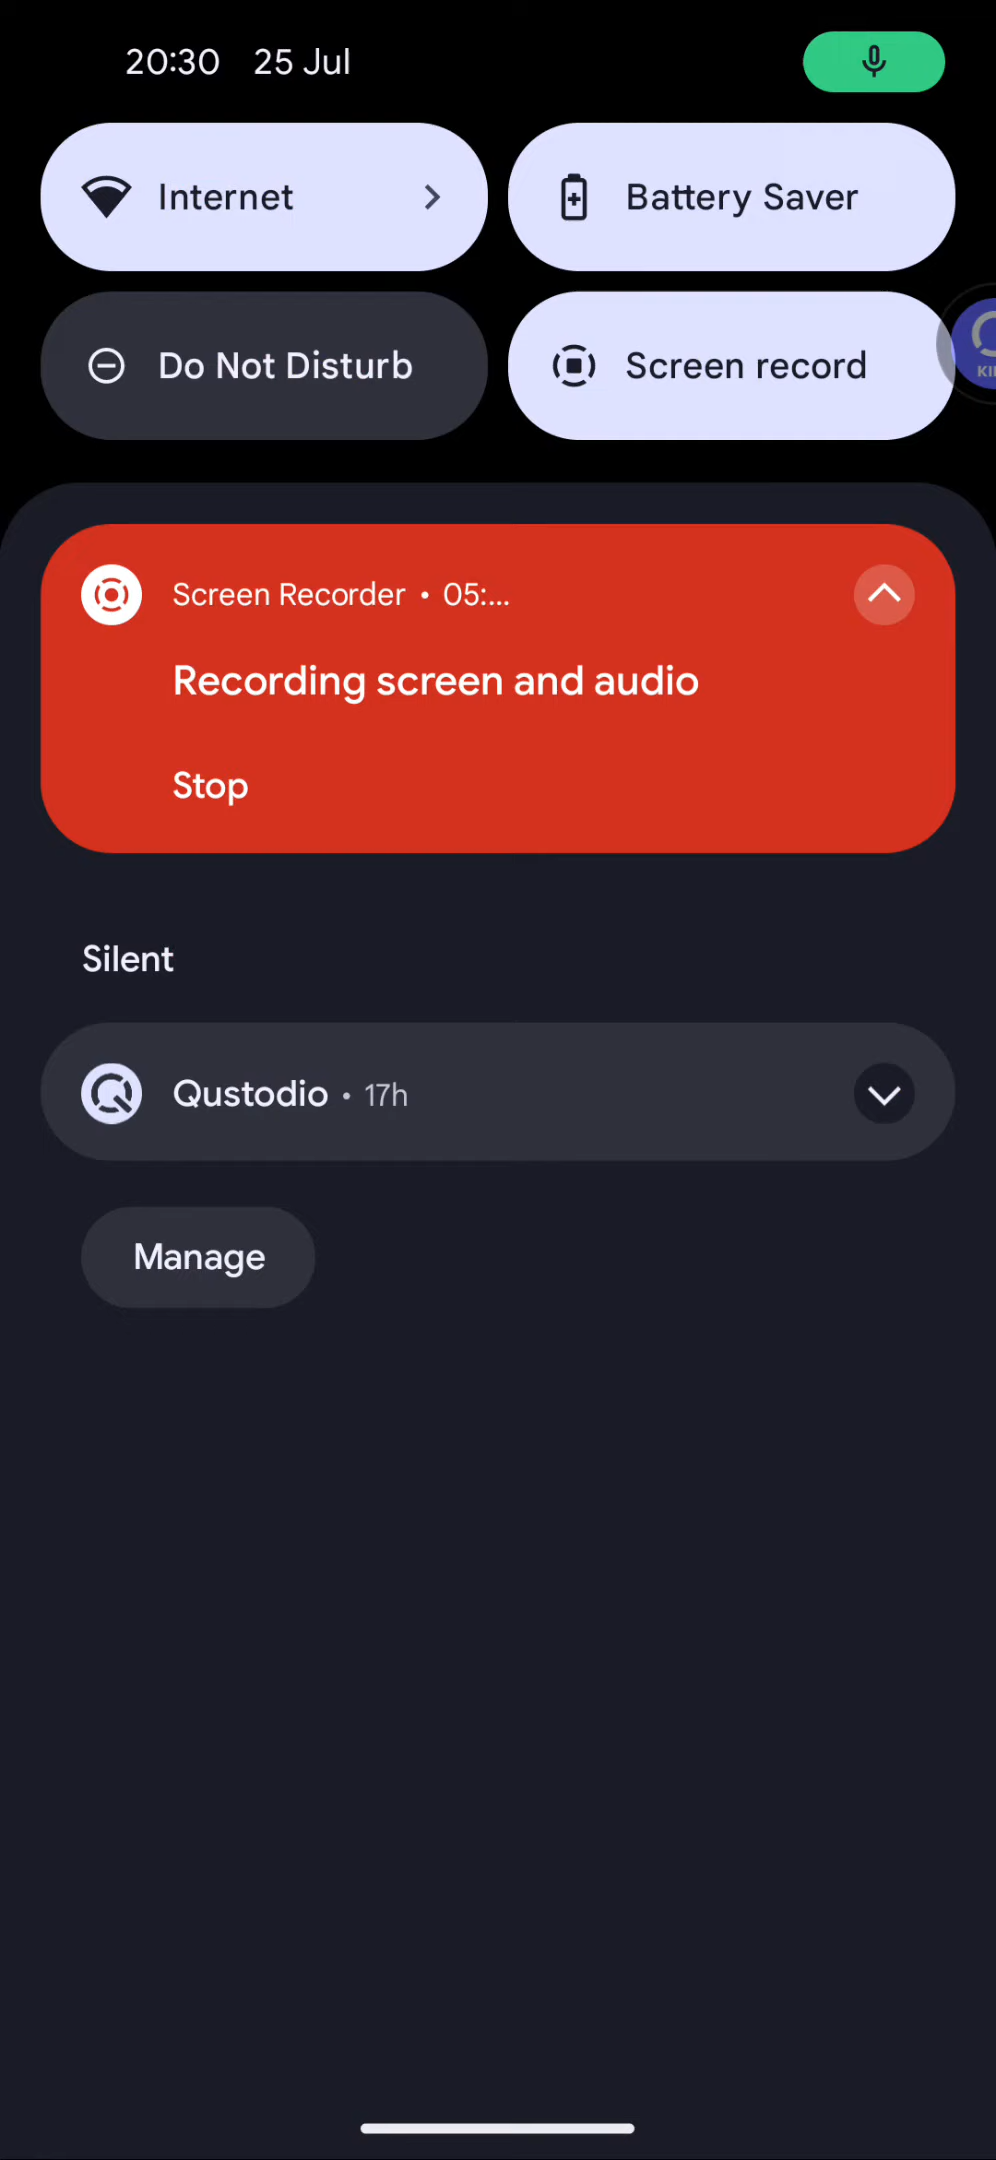 20:30 25 Jul
Internet
Battery Saver
Do Not Disturb
Screen record
Screen Recorder • 05:...
Recording screen and audio
Stop
Silent
Qustodio • 17h
Manage